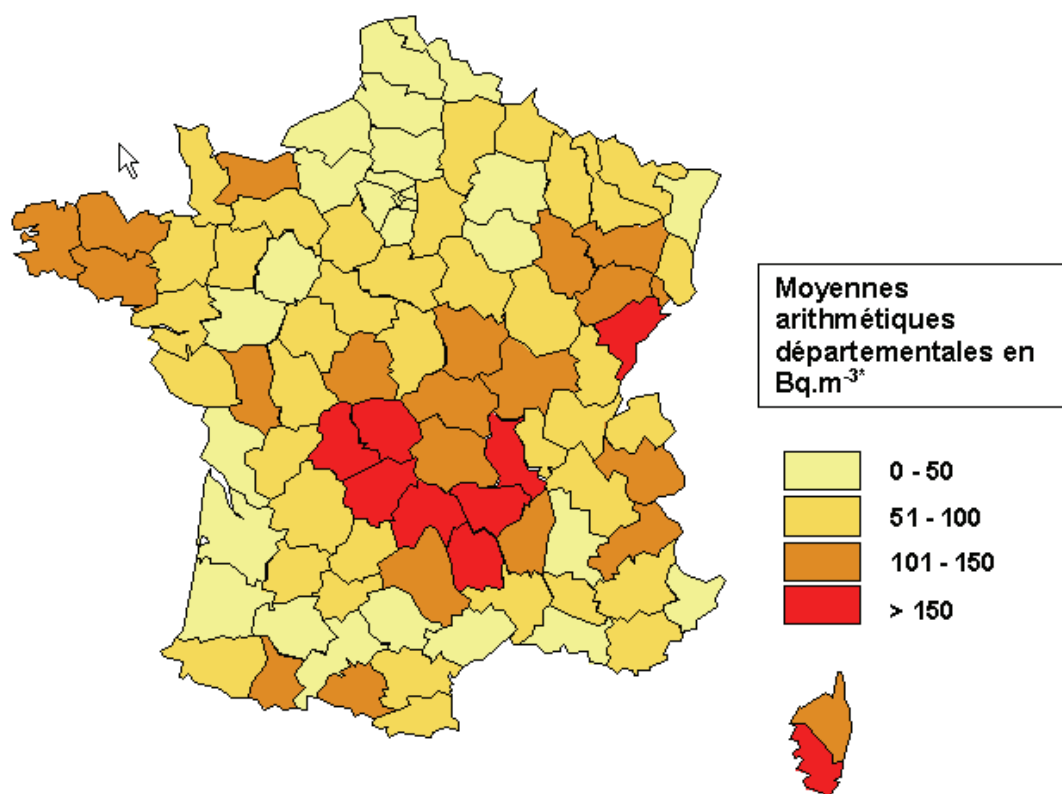 Moyennes
arithmétiques
départementales en
Bq.m-3*
0 - 50
51 - 100
101 - 150
> 150